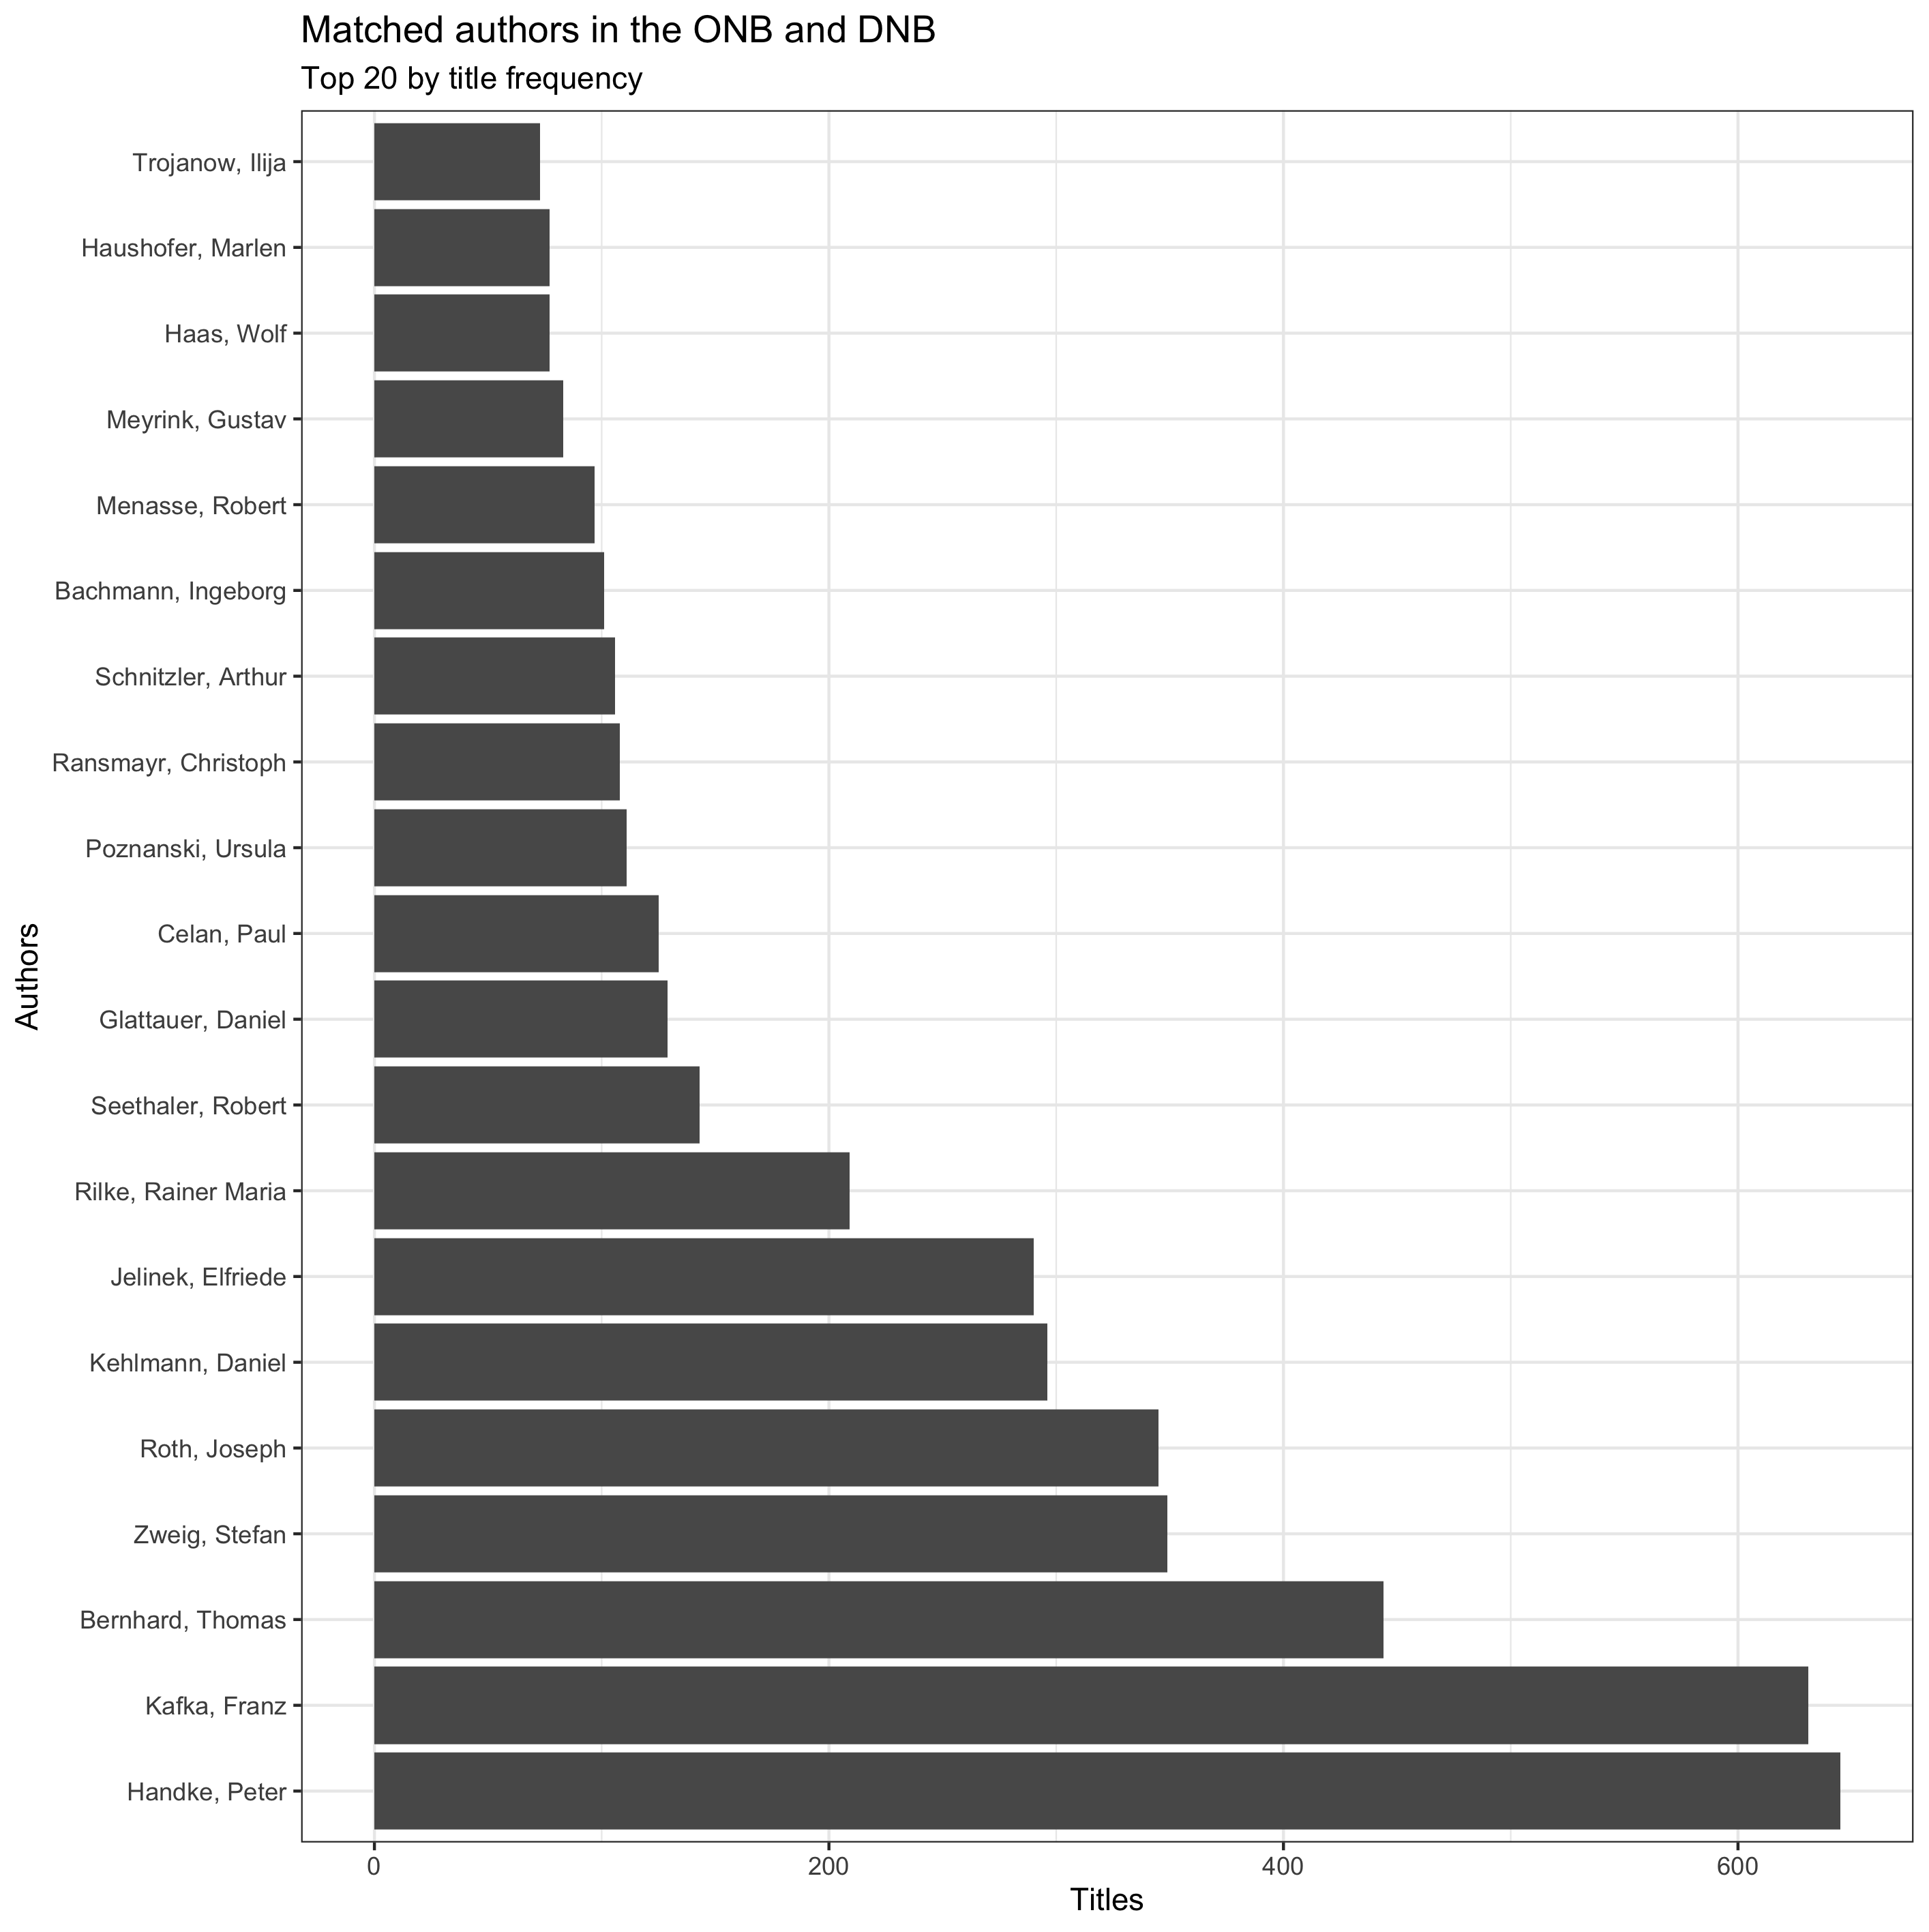 Matched authors in the ONB and DNB
Top 20 by title frequency
Authors
Trojanow, Ilija
Haushofer, Marlen
Haas, Wolf
Meyrink, Gustav
Menasse, Robert
Bachmann, Ingeborg
Schnitzler, Arthur
Ransmayr, Christoph
Poznanski, Ursula
Celan, Paul
Glattauer, Daniel
Seethaler, Robert
Rilke, Rainer Maria
Jelinek, Elfriede
Kehlmann, Daniel
Roth, Joseph
Zweig, Stefan
Bernhard, Thomas
Kafka, Franz
Handke, Peter
0 200 400 600
Titles